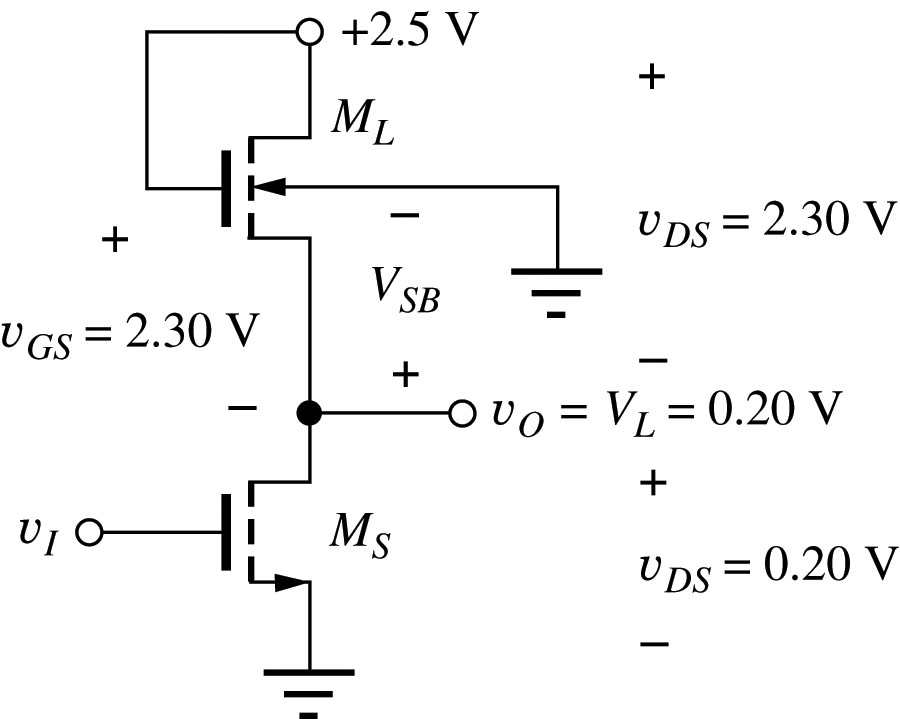 +2.5 V
+
M_L
−
v_DS = 2.30 V
+
V_SB
v_GS = 2.30 V
−
+
−
v_O = V_L = 0.20 V
+
v_I
M_S
v_DS = 0.20 V
−